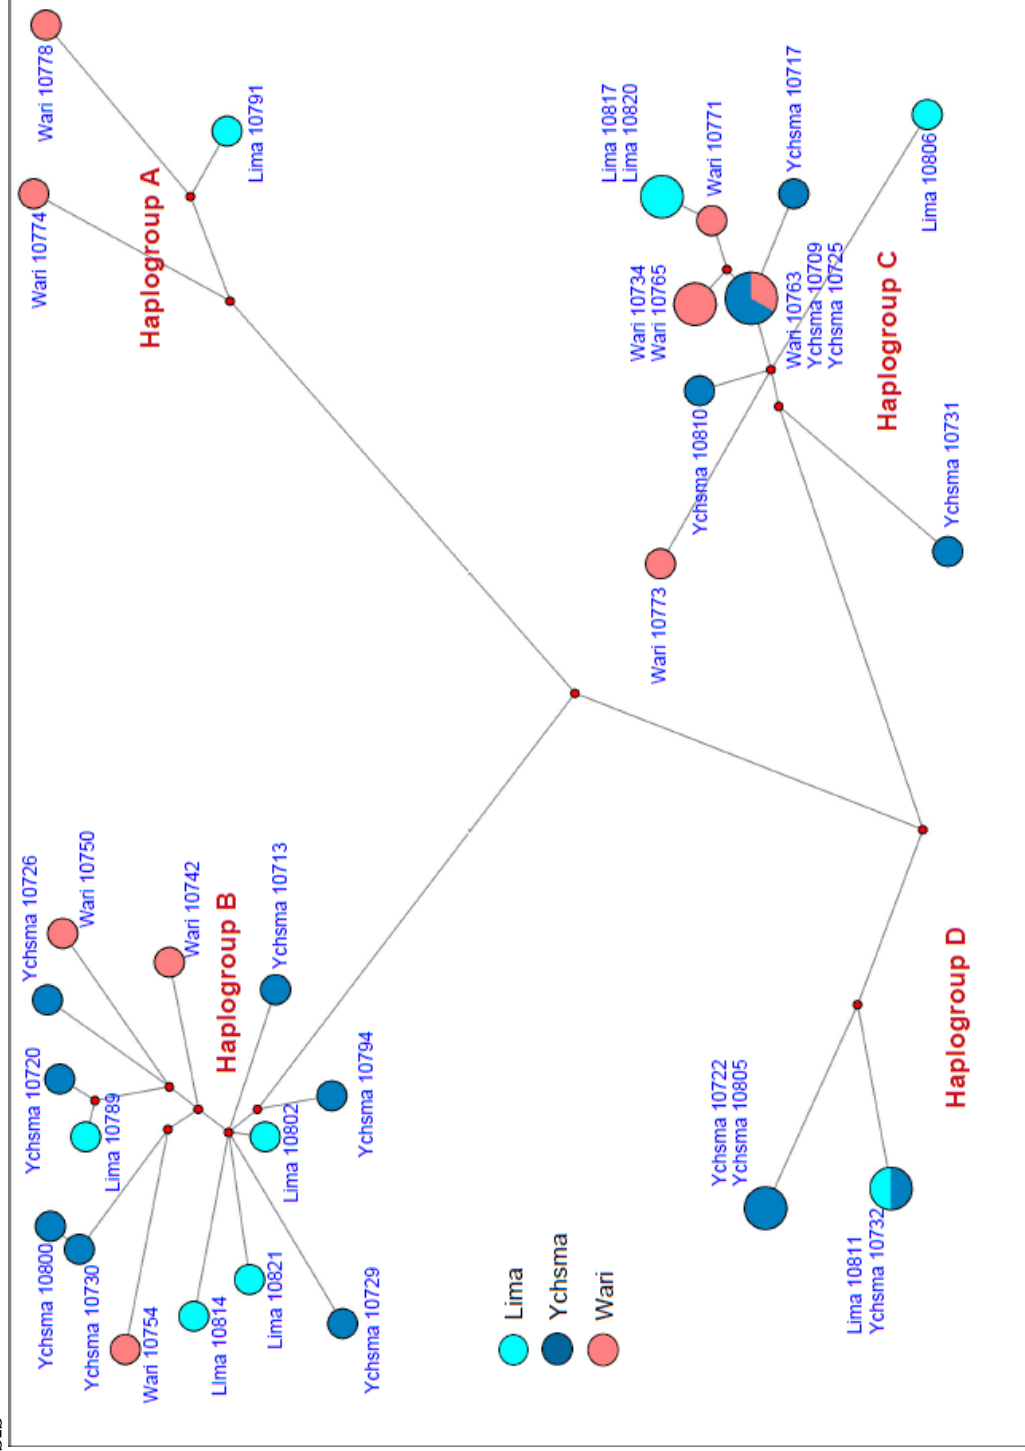 Ychsma 10800
Ychsma 10730
Wari 10754
LIma 10814
Lima 10821
Ychsma 10729
Ychsma 10720
Lima 10789
Ychsma 10726
Wari 10750
Wari 10742
Haplogroup B
Ychsma 10713
Lima 10802
Ychsma 10794
Wari 10774
Wari 10778
Haplogroup A
Lima 10791
Lima 10817
Lima 10820
Wari 10771
Ychsma 10717
Wari 10734
Wari 10765
Wari 10763
Ychsma 10709
Ychsma 10725
Lima 10806
Ychsma 10810
Haplogroup C
Wari 10773
Ychsma 10731
Lima
Ychsma
Wari
Ychsma 10722
Ychsma 10805
Lima 10811
Ychsma 10732
Haplogroup D